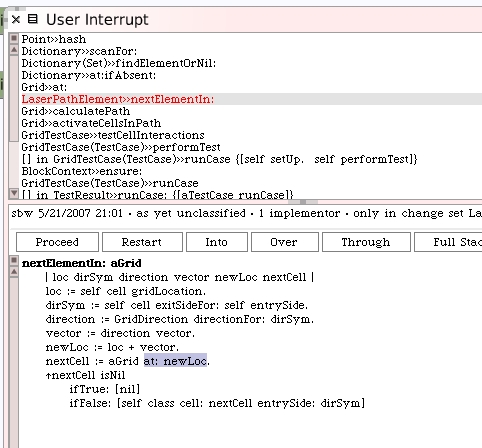 User Interrupt
Point>>hash
Dictionary>>scanFor:
Dictionary(Set)>>findElementOrNil:
Dictionary>>at:ifAbsent:
Grid>>at:
LaserPathElement>>nextElementIn:
Grid>>calculatePath
Grid>>activateCellsInPath
GridTestCase>>testCellInteractions
GridTestCase(TestCase)>>performTest
[] in GridTestCase(TestCase)>>runCase {[self setUp.  self performTest]}
BlockContext>>ensure:
GridTestCase(TestCase)>>runCase
[] in TestResult>>runCase: {[aTestCase runCase]}
sbw 5/21/2007 21:01 · as yet unclassified · 1 implementor · only in change set La
Proceed Restart Into Over Through Full Stac
nextElementIn: aGrid
| loc dirSym direction vector newLoc nextCell |
loc := self cell gridLocation.
dirSym := self cell exitSideFor: self entrySide.
direction := GridDirection directionFor: dirSym.
vector := direction vector.
newLoc := loc + vector.
nextCell := aGrid at: newLoc.
↑nextCell isNil
ifTrue: [nil]
ifFalse: [self class cell: nextCell entrySide: dirSym]